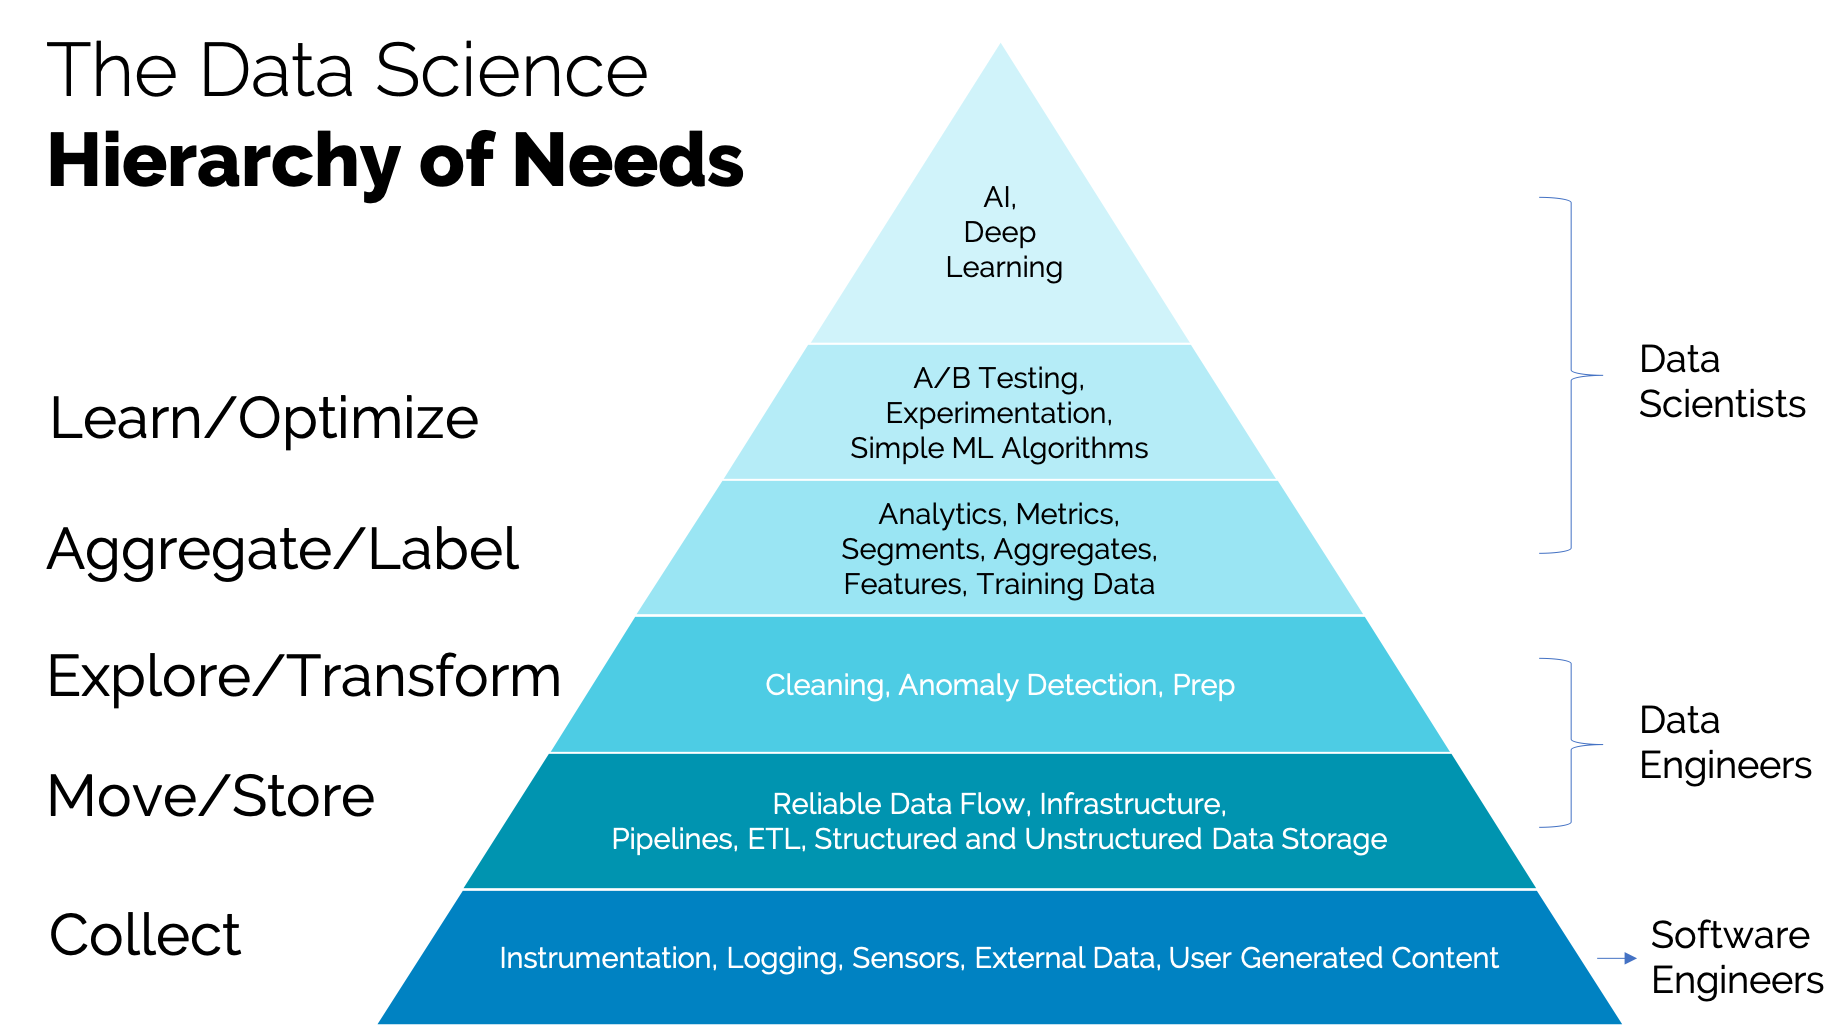 The Data Science
Hierarchy of Needs
AI,
Deep
Learning
Learn/Optimize
A/B Testing,
Experimentation,
Simple ML Algorithms
Data
Scientists
Aggregate/Label
Analytics, Metrics,
Segments, Aggregates,
Features, Training Data
Explore/Transform
Cleaning, Anomaly Detection, Prep
Data
Engineers
Move/Store
Reliable Data Flow, Infrastructure,
Pipelines, ETL, Structured and Unstructured Data Storage
Collect
Instrumentation, Logging, Sensors, External Data, User Generated Content
Software
Engineers